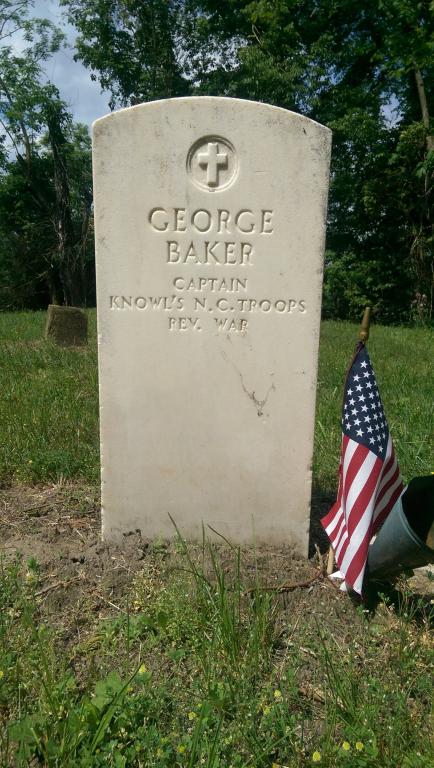 GEORGE
BAKER
CAPTAIN
KNOWL'S N.C. TROOPS
REV. WAR